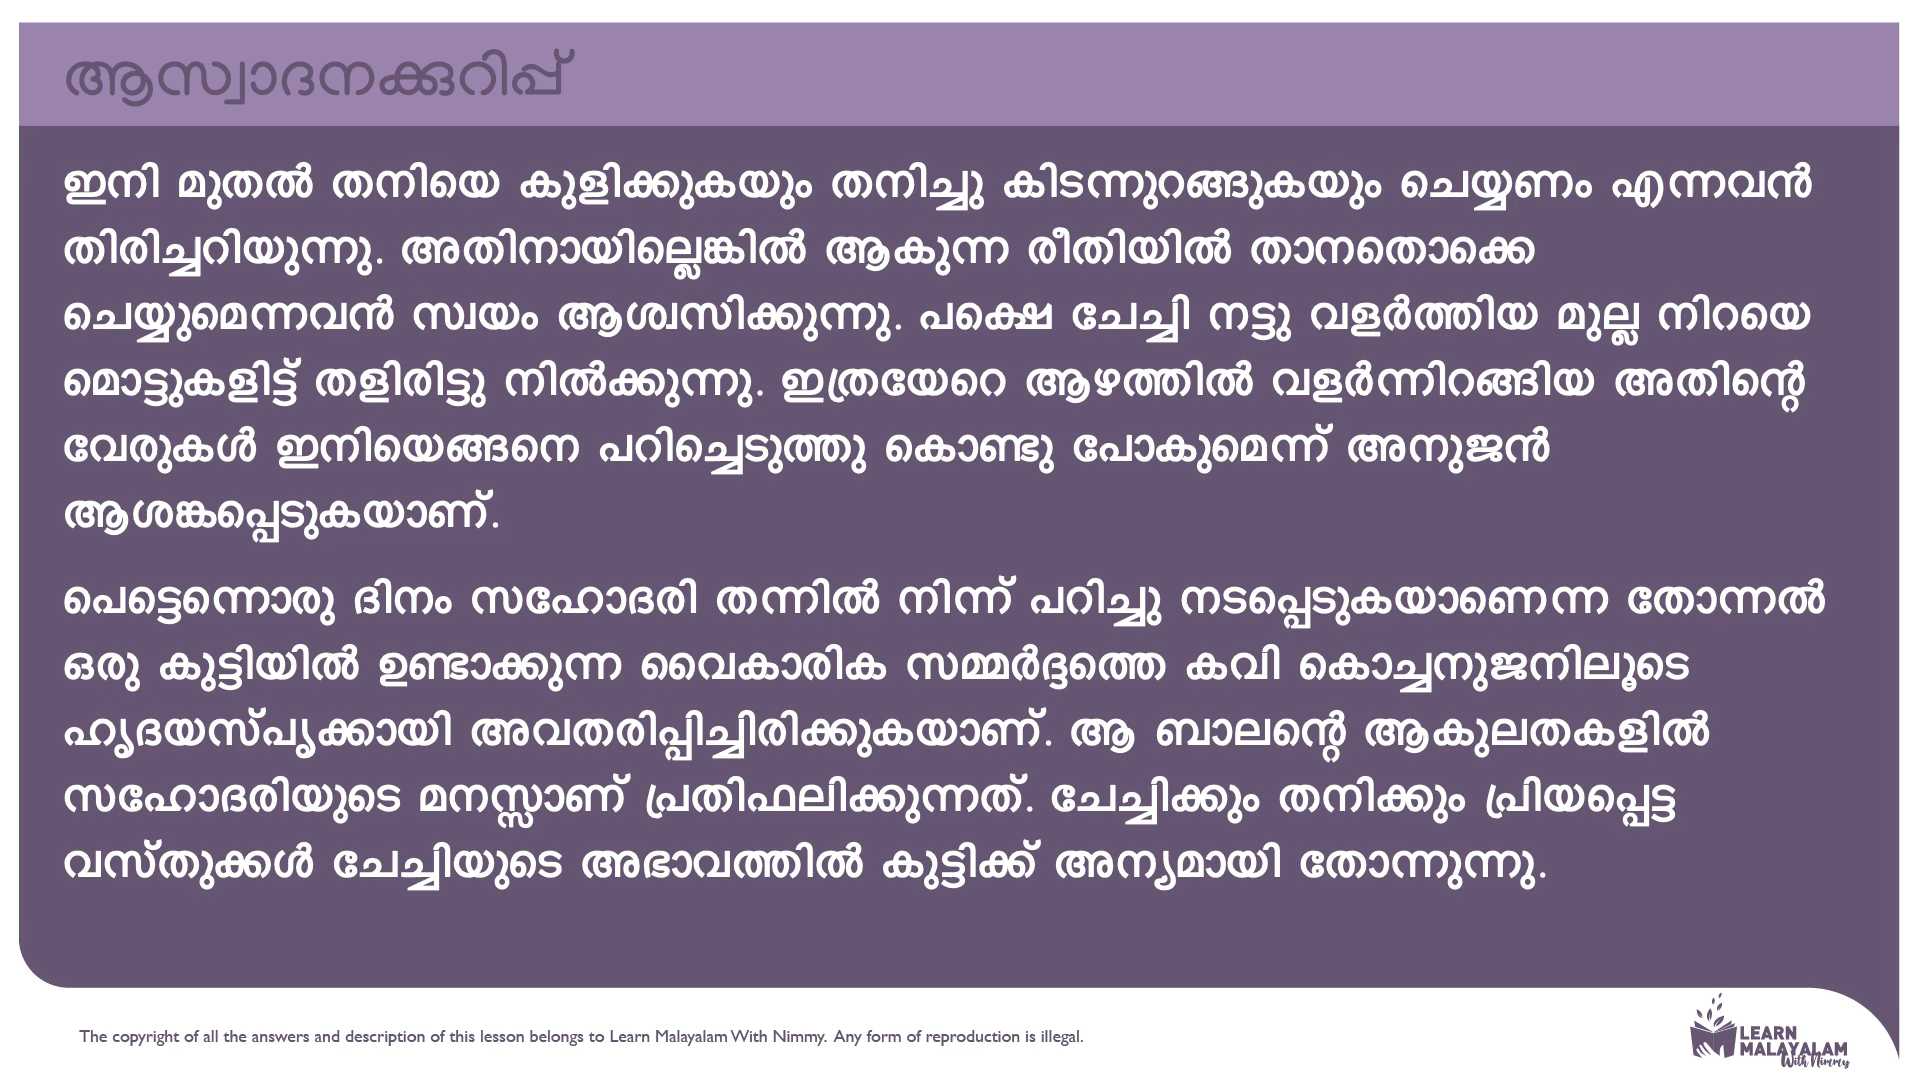 ആസ്വാദനക്കുറിപ്പ്
ഇനി മുതൽ തനിയെ കുളിക്കുകയും തനിച്ചു കിടന്നുറങ്ങുകയും ചെയ്യണം എന്നവൻ
തിരിച്ചറിയുന്നു. അതിനായില്ലെങ്കിൽ ആകുന്ന രീതിയിൽ താനതൊക്കെ
ചെയ്യുമെന്നവൻ സ്വയം ആശ്വസിക്കുന്നു. പക്ഷെ ചേച്ചി നട്ടു വളർത്തിയ മുല്ല നിറയെ
മൊട്ടുകളിട്ട് തളിരിട്ടു നിൽക്കുന്നു. ഇത്രയേറെ ആഴത്തിൽ വളർന്നിറങ്ങിയ അതിന്റെ
വേരുകൾ ഇനിയെങ്ങനെ പറിച്ചെടുത്തു കൊണ്ടു പോകുമെന്ന് അനുജൻ
ആശങ്കപ്പെടുകയാണ്.
പെട്ടെന്നൊരു ദിനം സഹോദരി തന്നിൽ നിന്ന് പറിച്ചു നടപ്പെടുകയാണെന്ന തോന്നൽ
ഒരു കുട്ടിയിൽ ഉണ്ടാക്കുന്ന വൈകാരിക സമ്മർദ്ദത്തെ കവി കൊച്ചനുജനിലൂടെ
ഹൃദയസ്പൃക്കായി അവതരിപ്പിച്ചിരിക്കുകയാണ്. ആ ബാലന്റെ ആകുലതകളിൽ
സഹോദരിയുടെ മനസ്സാണ് പ്രതിഫലിക്കുന്നത്. ചേച്ചിക്കും തനിക്കും പ്രിയപ്പെട്ട
വസ്തുക്കൾ ചേച്ചിയുടെ അഭാവത്തിൽ കുട്ടിക്ക് അന്യമായി തോന്നുന്നു.
The copyright of all the answers and description of this lesson belongs to Learn Malayalam With Nimmy. Any form of reproduction is illegal.
LEARN
MALAYALAM
With Nimmy